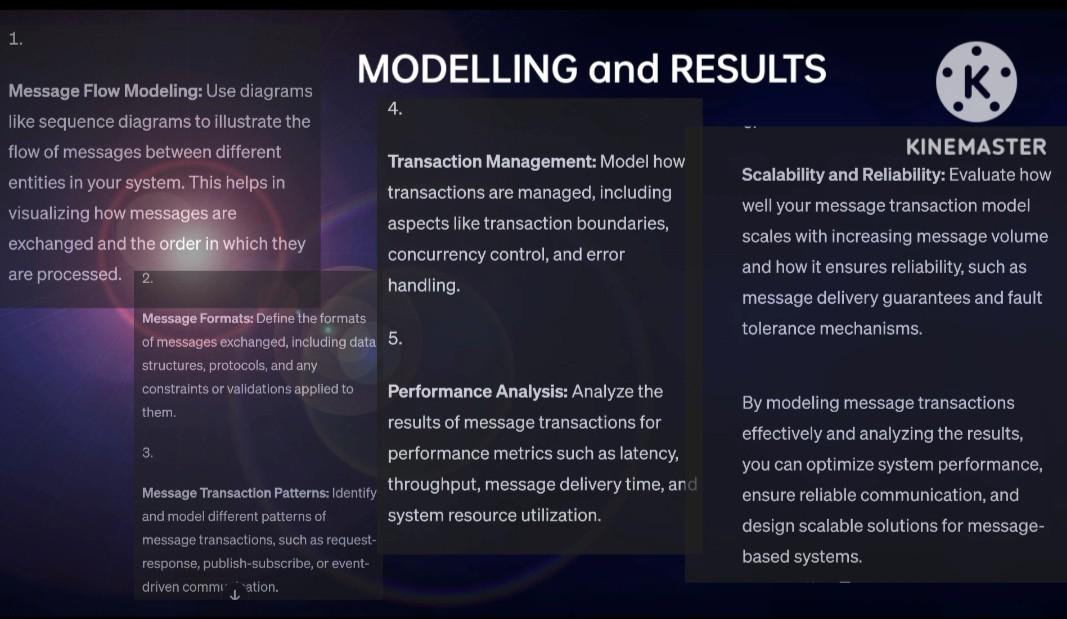 MODELLING and RESULTS
K
KINEMASTER
1.
Message Flow Modeling: Use diagrams
like sequence diagrams to illustrate the
flow of messages between different
entities in your system. This helps in
visualizing how messages are
exchanged and the order in which they
are processed.
2.
Message Formats: Define the formats
of messages exchanged, including data
structures, protocols, and any
constraints or validations applied to
them.
3.
Message Transaction Patterns: Identify
and model different patterns of
message transactions, such as request-
response, publish-subscribe, or event-
driven
4.
Transaction Management: Model how
transactions are managed, including
aspects like transaction boundaries,
concurrency control, and error
handling.
5.
Performance Analysis: Analyze the
results of message transactions for
performance metrics such as latency,
throughput, message delivery time, and
system resource utilization.
Scalability and Reliability: Evaluate how
well your message transaction model
scales with increasing message volume
and how it ensures reliability, such as
message delivery guarantees and fault
tolerance mechanisms.
By modeling message transactions
effectively and analyzing the results,
you can optimize system performance,
ensure reliable communication, and
design scalable solutions for message-
based systems.